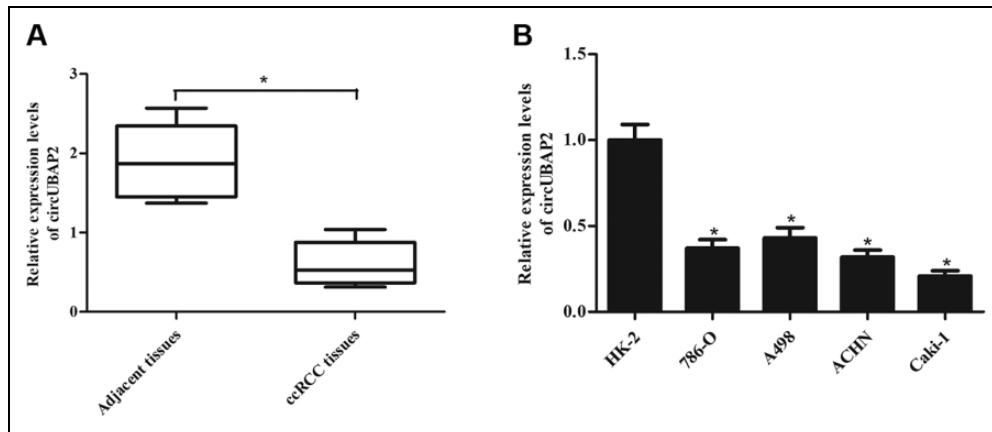 A
Relative expression levels
of circUBAP2
3
2
1
0
*
Adjacent tissues
ccRCC tissues
B
Relative expression levels
of circUBAP2
1.5
1.0
0.5
0.0
*
*
*
*
HK-2
786-O
A498
ACHN
Caki-1